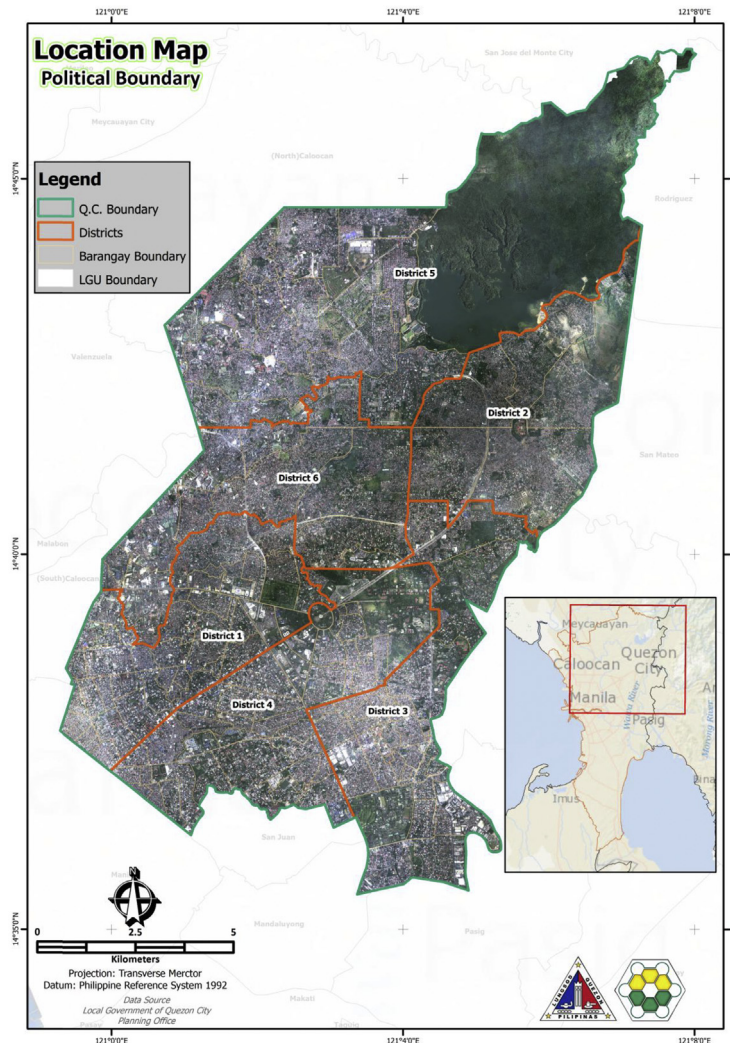 121°0'0"E
121°4'0"E
121°8'0"E
Location Map
Political Boundary
San Jose del Monte City
Meycauayan City
(North)Caloocan
14°45'0"N
Rodriguez
Legend
Q.C. Boundary
Districts
Barangay Boundary
LGU Boundary
District 5
Valenzuela
District 2
San Mateo
District 6
Malabon
14°40'0"N
(South)Caloocan
District 1
District 4
District 3
Meycauayan
Quezon
City
Caloocan
Manila
Pasig
Imus
San Juan
N
Mandaluyong
Pasig
14°35'0"N
0
2.5
5
Kilometers
Projection: Transverse Merctor
Datum: Philippine Reference System 1992
Data Source
Local Government of Quezon City
Planning Office
Makati
Taguig
LUNGSOD
QUEZON
PILIPINAS
121°0'0"E
121°4'0"E
121°8'0"E